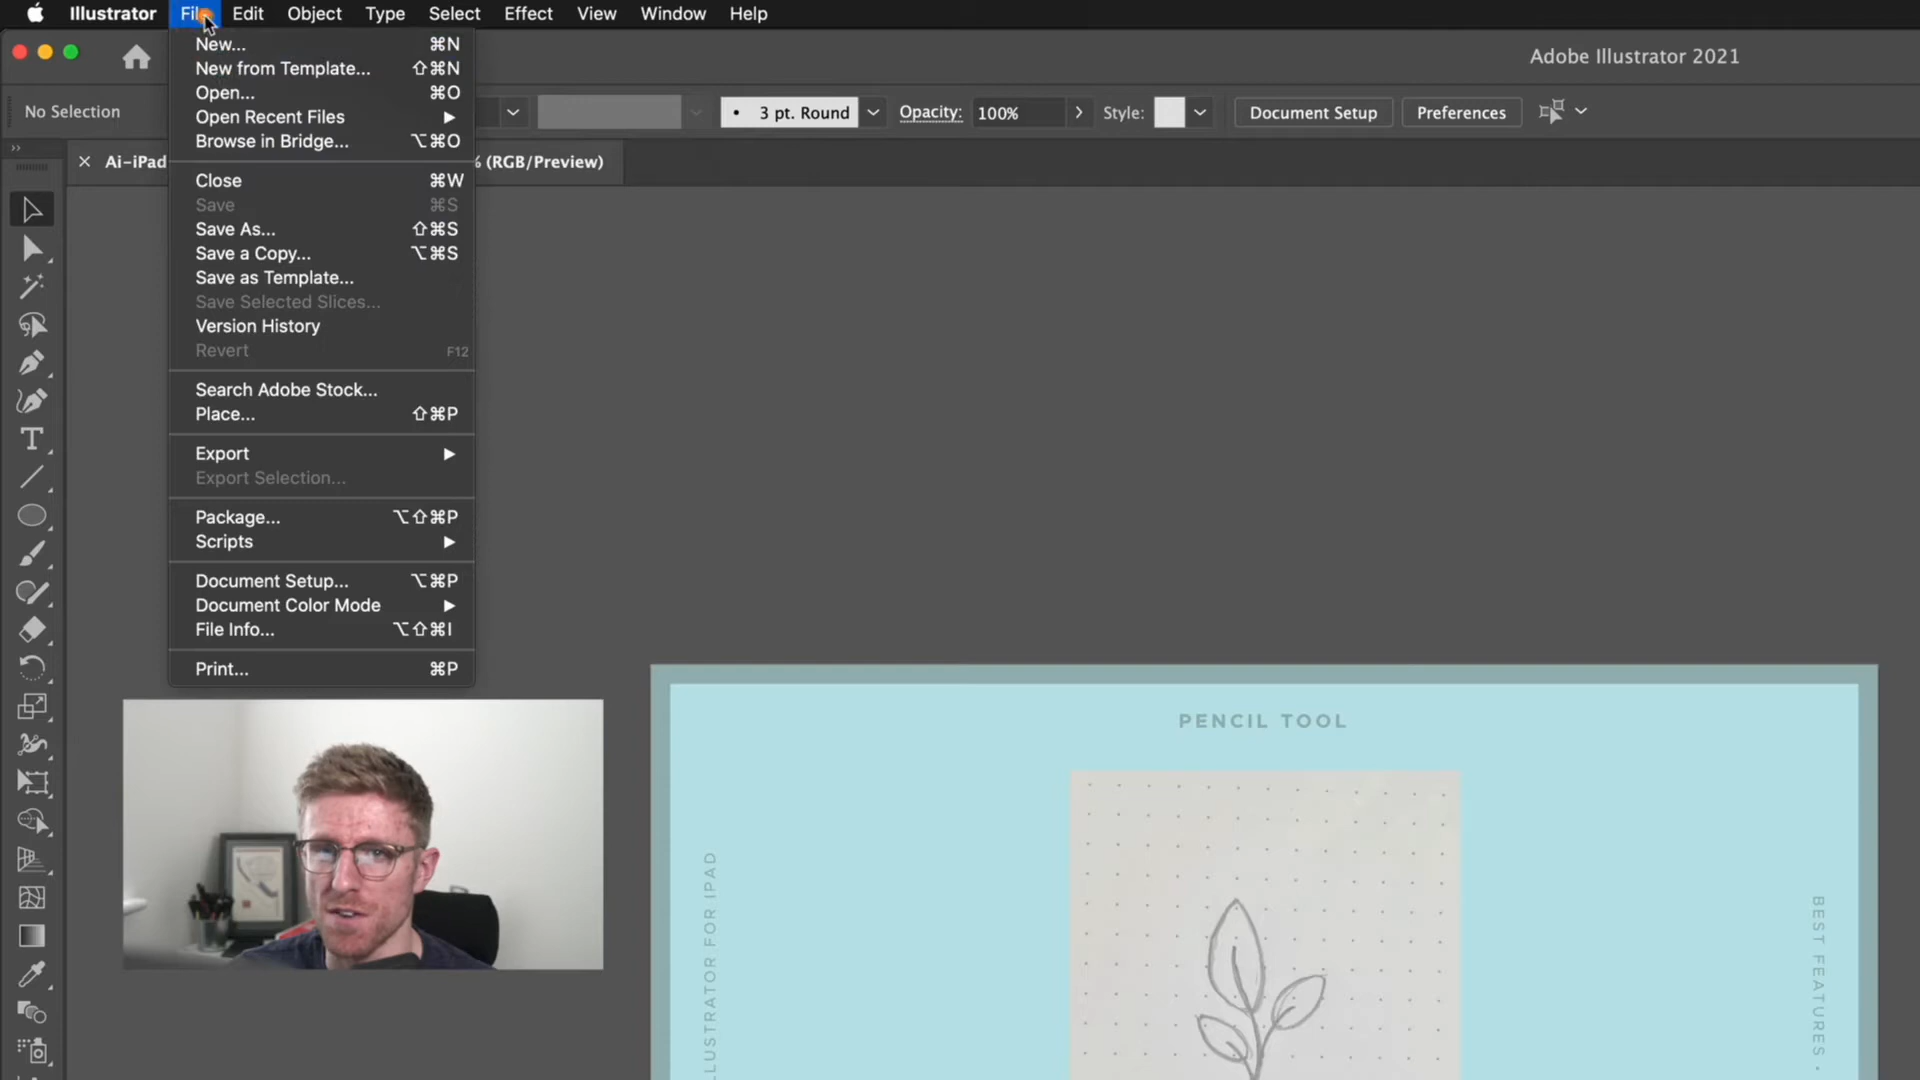 Illustrator File Edit Object Type Select Effect View Window Help
Adobe Illustrator 2021
No Selection
3 pt. Round
Opacity: 100%
Style:
Document Setup
Preferences
Ai-iPad
% (RGB/Preview)
New... ⌘N
New from Template... ⇧⌘N
Open... ⌘O
Open Recent Files
Browse in Bridge... ⌥⌘O
Close ⌘W
Save ⌘S
Save As... ⇧⌘S
Save a Copy... ⌥⌘S
Save as Template...
Save Selected Slices...
Version History
Revert F12
Search Adobe Stock...
Place... ⇧⌘P
Export
Export Selection...
Package... ⌥⇧⌘P
Scripts
Document Setup... ⌥⌘P
Document Color Mode
File Info... ⌥⇧⌘I
Print... ⌘P
PENCIL TOOL
LLUSTRATOR FOR IPAD
BEST FEATURES •